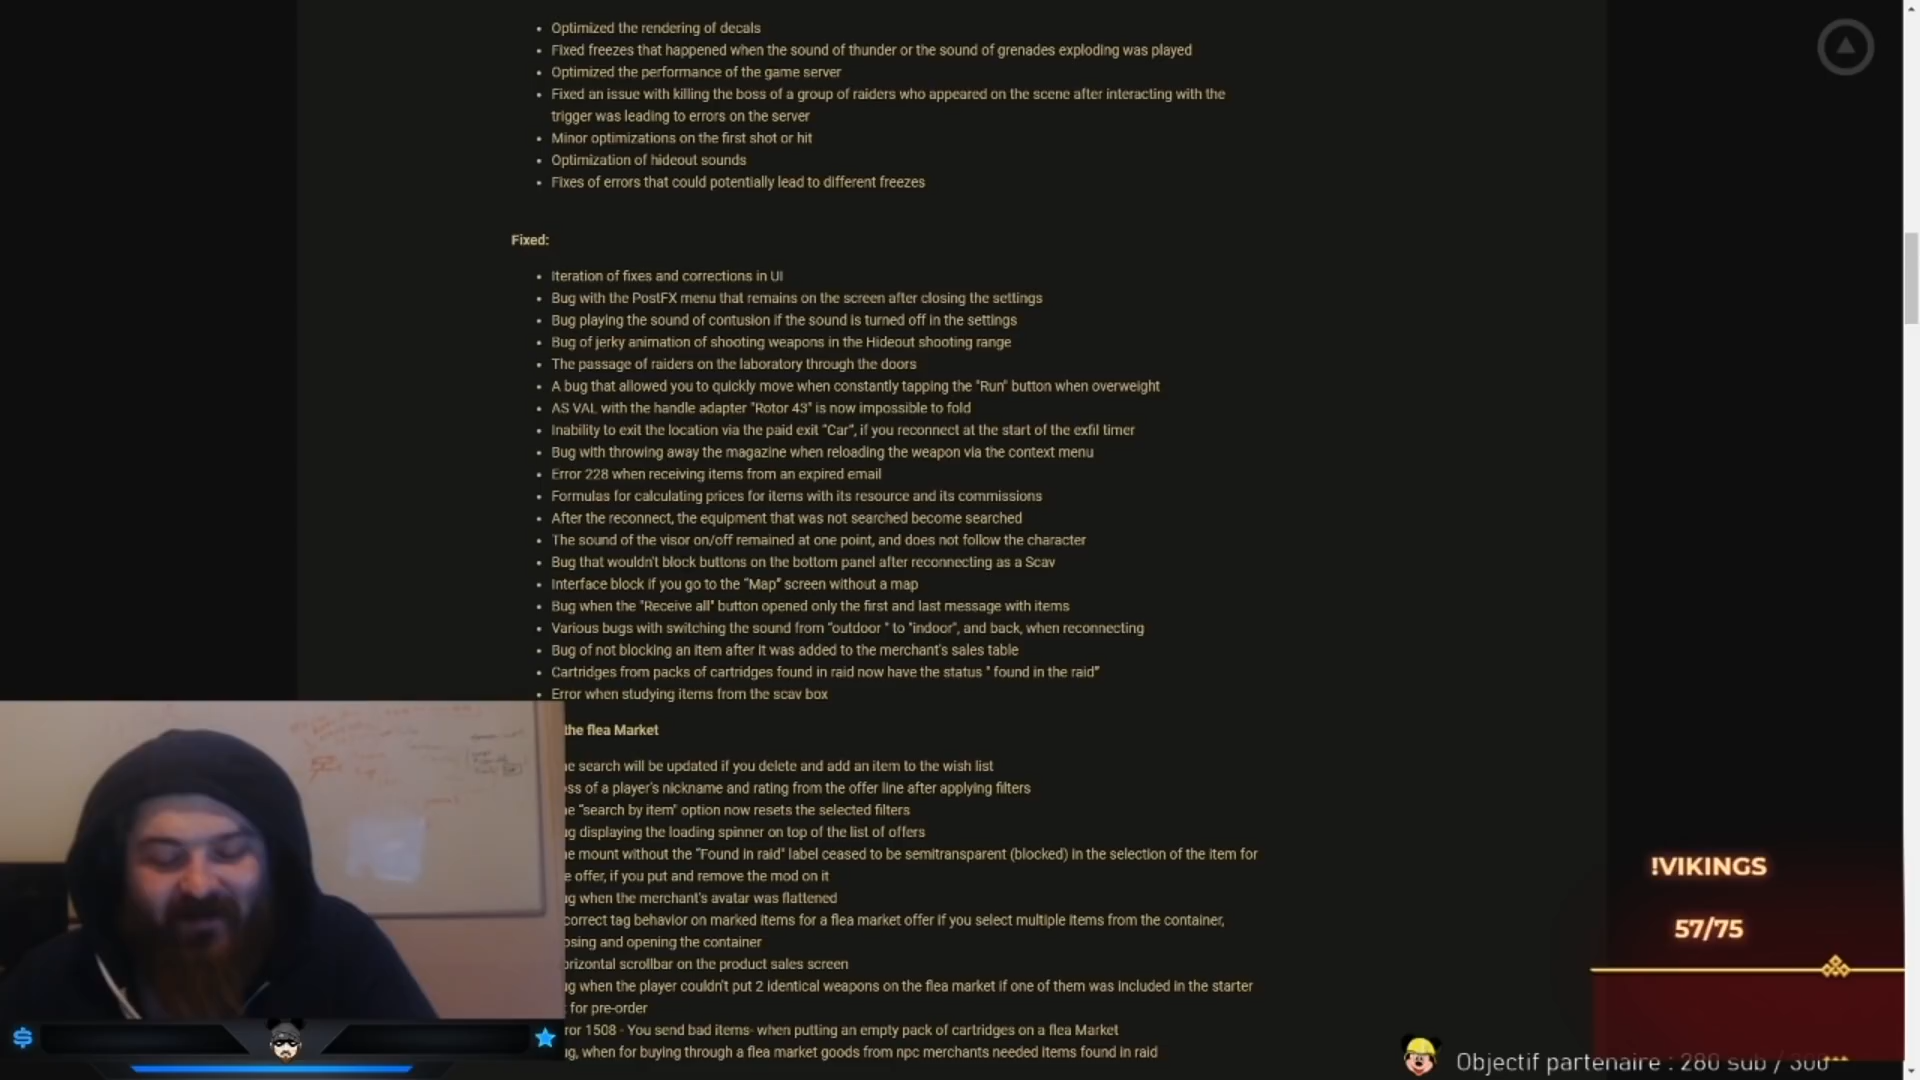 • Optimized the rendering of decals
• Fixed freezes that happened when the sound of thunder or the sound of grenades exploding was played
• Optimized the performance of the game server
• Fixed an issue with killing the boss of a group of raiders who appeared on the scene after interacting with the
trigger was leading to errors on the server
• Minor optimizations on the first shot or hit
• Optimization of hideout sounds
• Fixes of errors that could potentially lead to different freezes
Fixed:
• Iteration of fixes and corrections in UI
• Bug with the PostFX menu that remains on the screen after closing the settings
• Bug playing the sound of contusion if the sound is turned off in the settings
• Bug of jerky animation of shooting weapons in the Hideout shooting range
• The passage of raiders on the laboratory through the doors
• A bug that allowed you to quickly move when constantly tapping the "Run" button when overweight
• AS VAL with the handle adapter "Rotor 43" is now impossible to fold
• Inability to exit the location via the paid exit "Car", if you reconnect at the start of the exfil timer
• Bug with throwing away the magazine when reloading the weapon via the context menu
• Error 228 when receiving items from an expired email
• Formulas for calculating prices for items with its resource and its commissions
• After the reconnect, the equipment that was not searched become searched
• The sound of the visor on/off remained at one point, and does not follow the character
• Bug that wouldn't block buttons on the bottom panel after reconnecting as a Scav
• Interface block if you go to the “Map” screen without a map
• Bug when the "Receive all" button opened only the first and last message with items
• Various bugs with switching the sound from “outdoor " to "indoor", and back, when reconnecting
• Bug of not blocking an item after it was added to the merchant's sales table
• Cartridges from packs of cartridges found in raid now have the status " found in the raid”
• Error when studying items from the scav box
the flea Market
search will be updated if you delete and add an item to the wish list
of a player's nickname and rating from the offer line after applying filters
“search by item" option now resets the selected filters
displaying the loading spinner on top of the list of offers
mount without the “Found in raid" label ceased to be semitransparent (blocked) in the selection of the item for
offer, if you put and remove the mod on it
when the merchant's avatar was flattened
correct tag behavior on marked items for a flea market offer if you select multiple items from the container,
osing and opening the container
orizontal scrollbar on the product sales screen
when the player couldn't put 2 identical weapons on the flea market if one of them was included in the starter
for pre-order
ror 1508 - You send bad items- when putting an empty pack of cartridges on a flea Market
when for buying through a flea market goods from npc merchants needed items found in raid
!VIKINGS
57/75
Objectif partenaire : 280 sub / 300